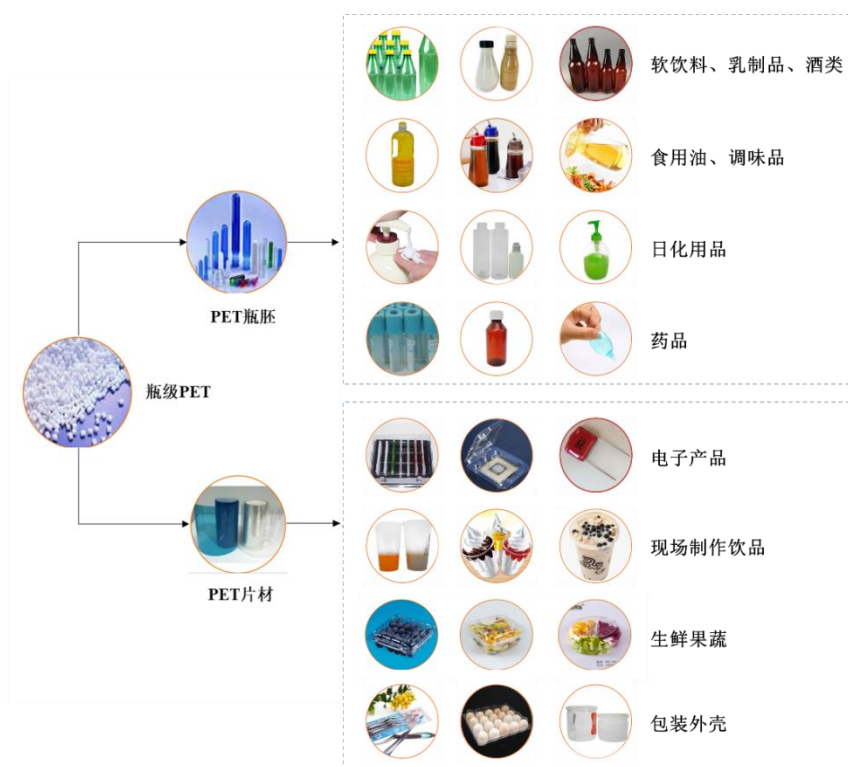 软饮料、乳制品、酒类
食用油、调味品
日化用品
PET瓶胚
药品
瓶级PET
电子产品
现场制作饮品
PET片材
生鲜果蔬
包装外壳